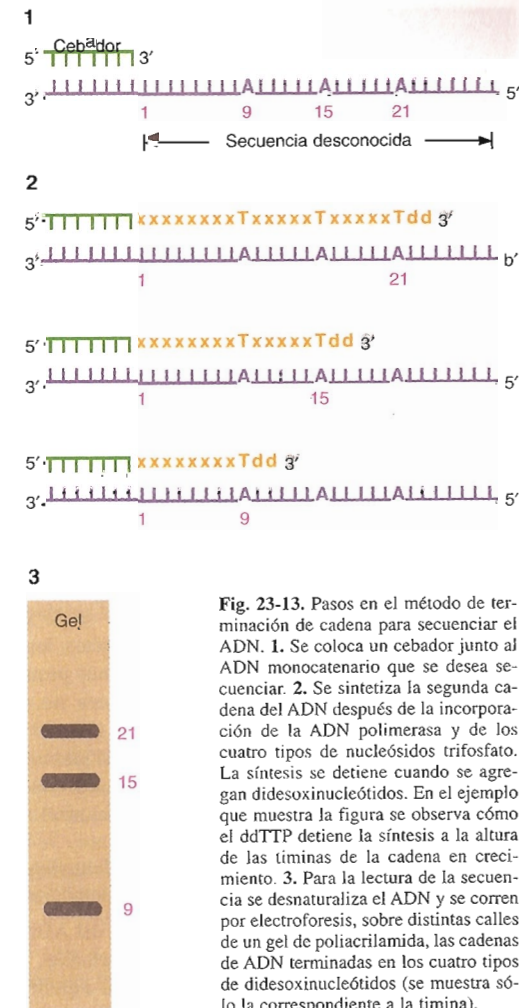 1
Cebador
5′ 3′
3′ A A A 5′
1 9 15 21
Secuencia desconocida
2
5′ xxxxxxxxTxxxxxTxxxxxTdd 3′
3′ A A A b′
1 21
5′ xxxxxxxxTxxxxxTdd 3′
3′ A A A 5′
1 15
5′ xxxxxxxxTdd 3′
3′ A A A 5′
1 9
3
Gel
21
15
9
Fig. 23-13. Pasos en el método de ter-
minación de cadena para secuenciar el
ADN. 1. Se coloca un cebador junto al
ADN monocatenario que se desea se-
cuenciar. 2. Se sintetiza la segunda ca-
dena del ADN después de la incorpora-
ción de la ADN polimerasa y de los
cuatro tipos de nucleósidos trifosfato.
La síntesis se detiene cuando se agre-
gan didesoxinucleótidos. En el ejemplo
que muestra la figura se observa cómo
el ddTTP detiene la síntesis a la altura
de las timinas de la cadena en creci-
miento. 3. Para la lectura de la secuen-
cia se desnaturaliza el ADN y se corren
por electroforesis, sobre distintas calles
de un gel de poliacrilamida, las cadenas
de ADN terminadas en los cuatro tipos
de didesoxinucleótidos (se muestra só-
lo la correspondiente a la timina).